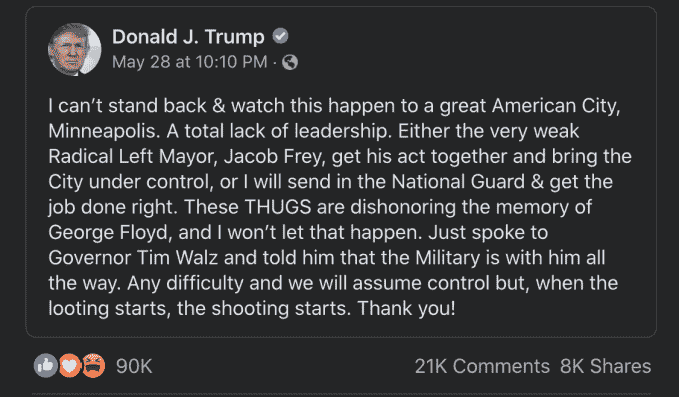 Donald J. Trump
May 28 at 10:10 PM ·
I can't stand back & watch this happen to a great American City,
Minneapolis. A total lack of leadership. Either the very weak
Radical Left Mayor, Jacob Frey, get his act together and bring the
City under control, or I will send in the National Guard & get the
job done right. These THUGS are dishonoring the memory of
George Floyd, and I won't let that happen. Just spoke to
Governor Tim Walz and told him that the Military is with him all
the way. Any difficulty and we will assume control but, when the
looting starts, the shooting starts. Thank you!
90K 21K Comments 8K Shares